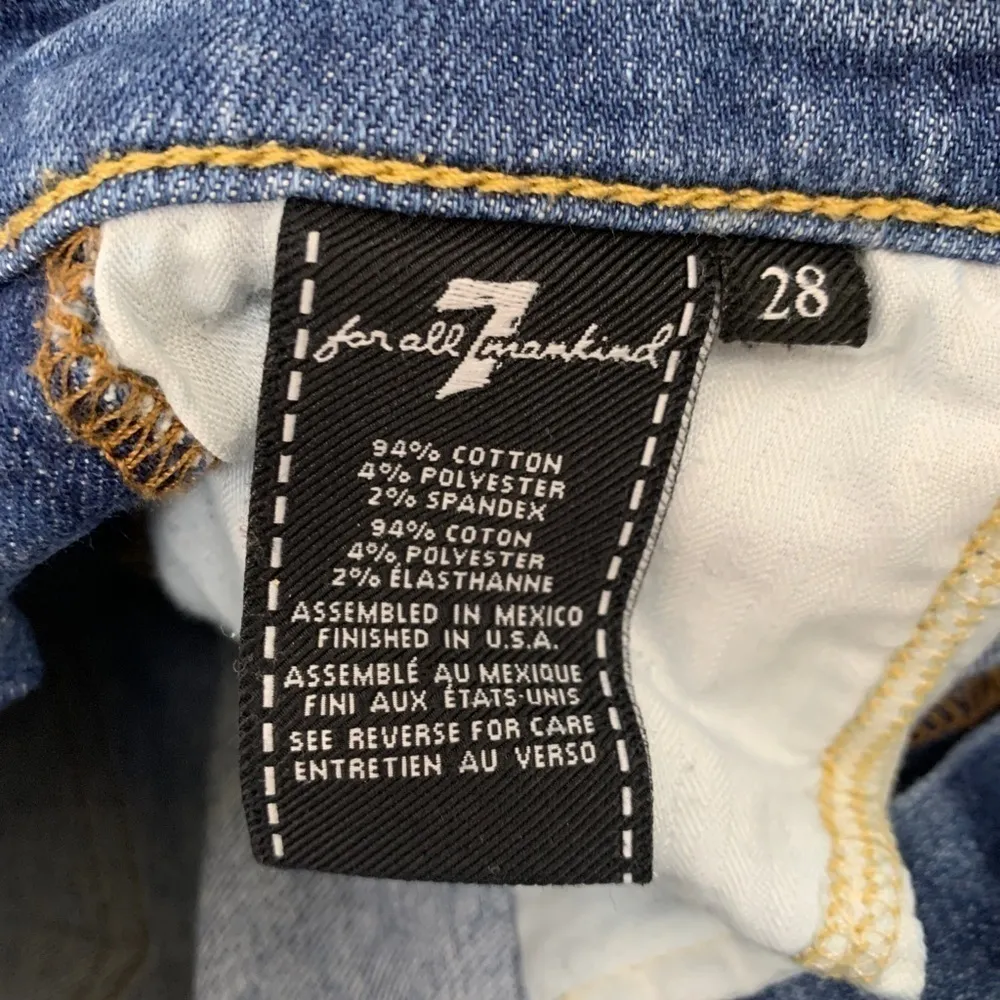 7
for all mankind
28
94% COTTON
4% POLYESTER
2% SPANDEX
94% COTON
4% POLYESTER
2% ÉLASTHANNE
ASSEMBLED IN MEXICO
FINISHED IN U.S.A.
ASSEMBLÉ AU MEXIQUE
FINI AUX ÉTATS-UNIS
SEE REVERSE FOR CARE
ENTRETIEN AU VERSO